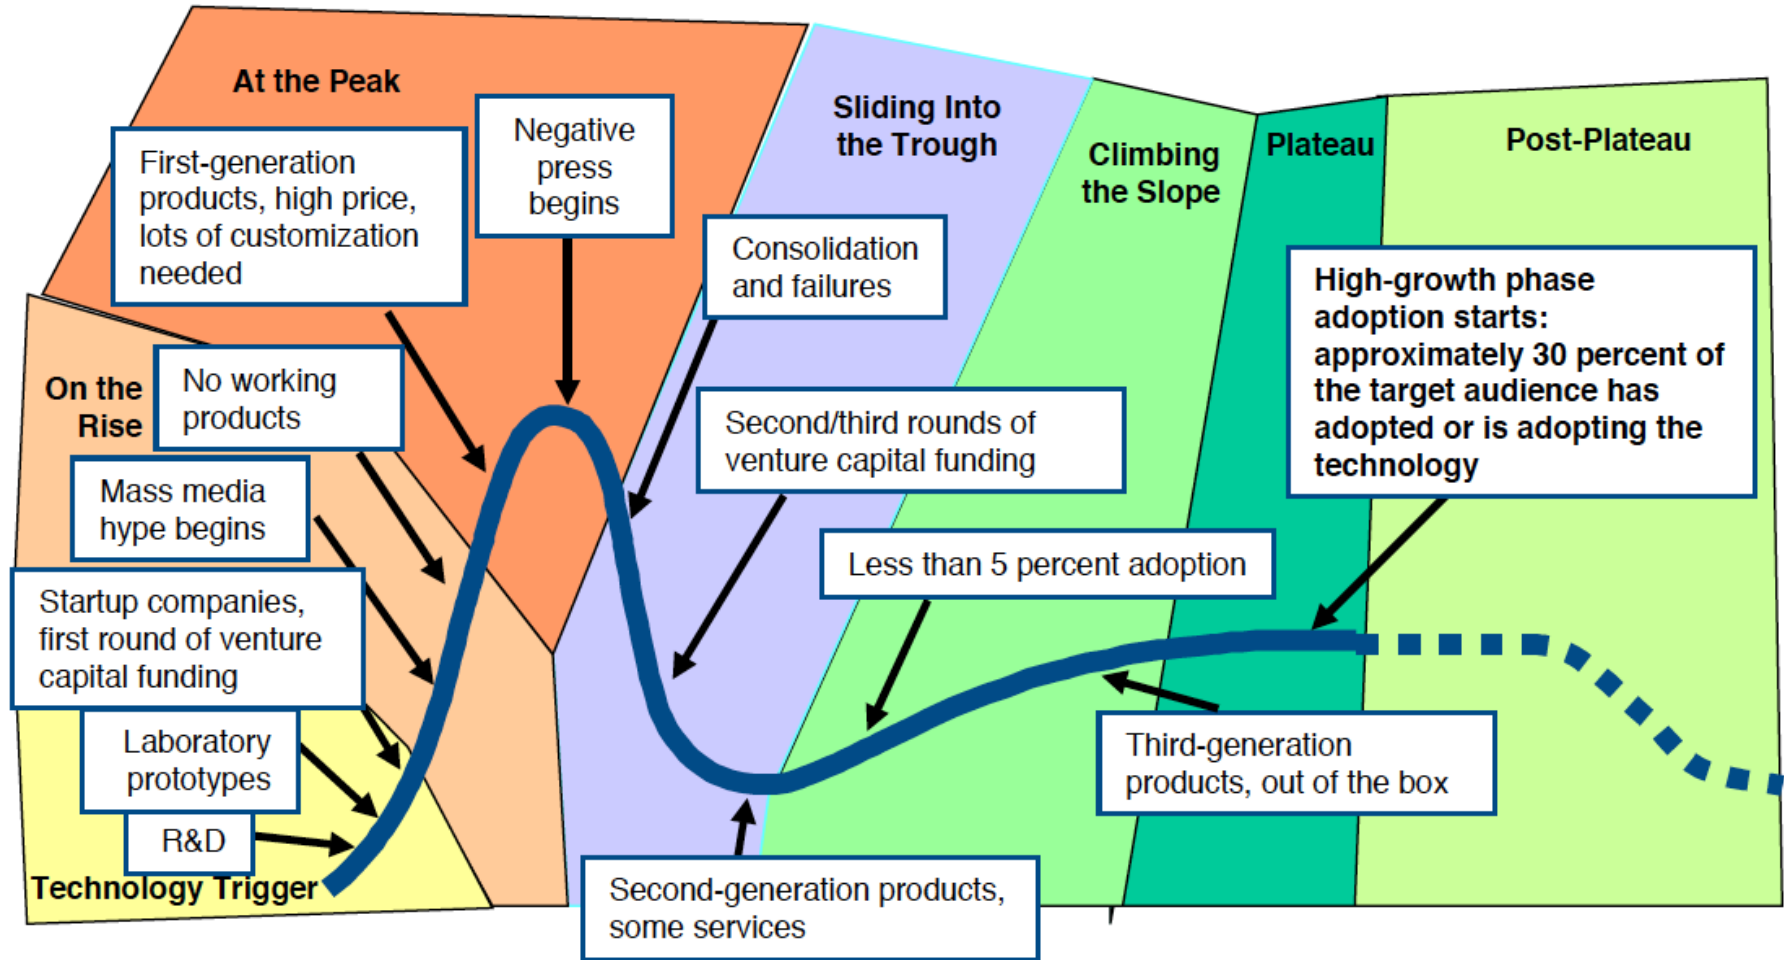 At the Peak
First-generation
products, high price,
lots of customization
needed
Negative
press
begins
Sliding Into
the Trough
Climbing
the Slope
Plateau
Post-Plateau
Consolidation
and failures
High-growth phase
adoption starts:
approximately 30 percent of
the target audience has
adopted or is adopting the
technology
On the
Rise
No working
products
Second/third rounds of
venture capital funding
Mass media
hype begins
Less than 5 percent adoption
Startup companies,
first round of venture
capital funding
Laboratory
prototypes
Third-generation
products, out of the box
R&D
Technology Trigger
Second-generation products,
some services